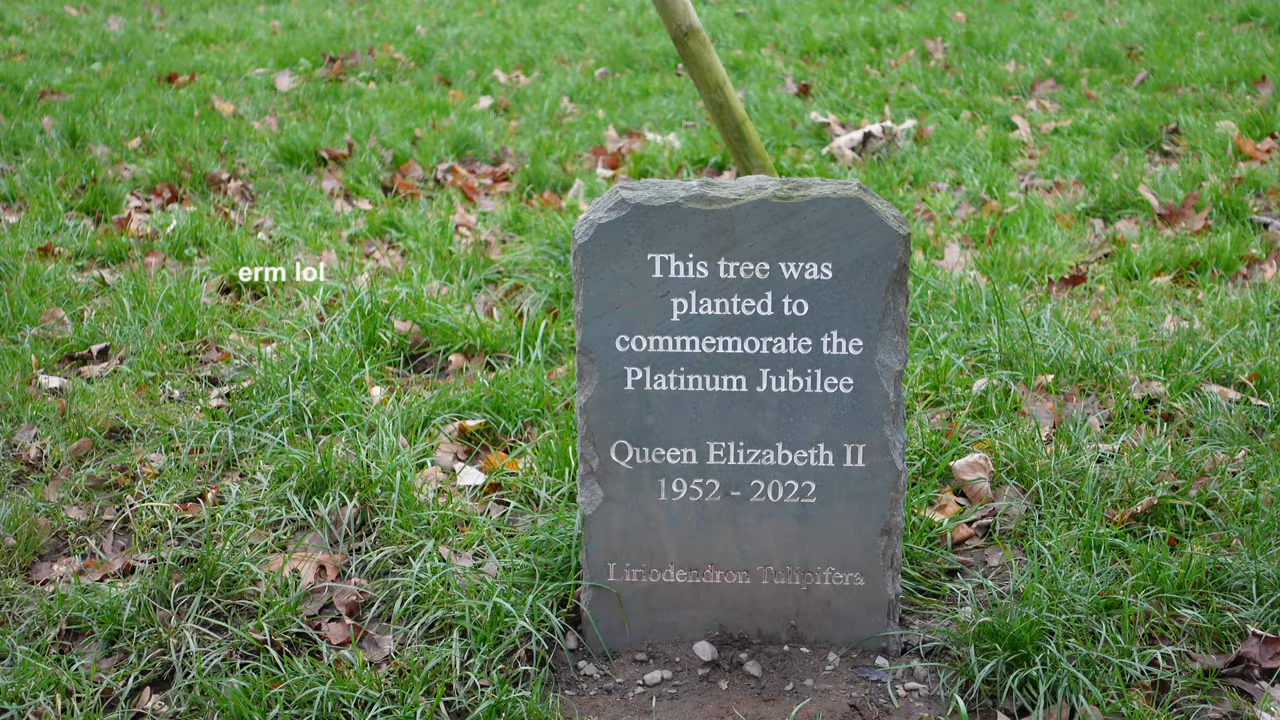 erm lol
This tree was
planted to
commemorate the
Platinum Jubilee
Queen Elizabeth II
1952 - 2022
Liriodendron Tulipifera